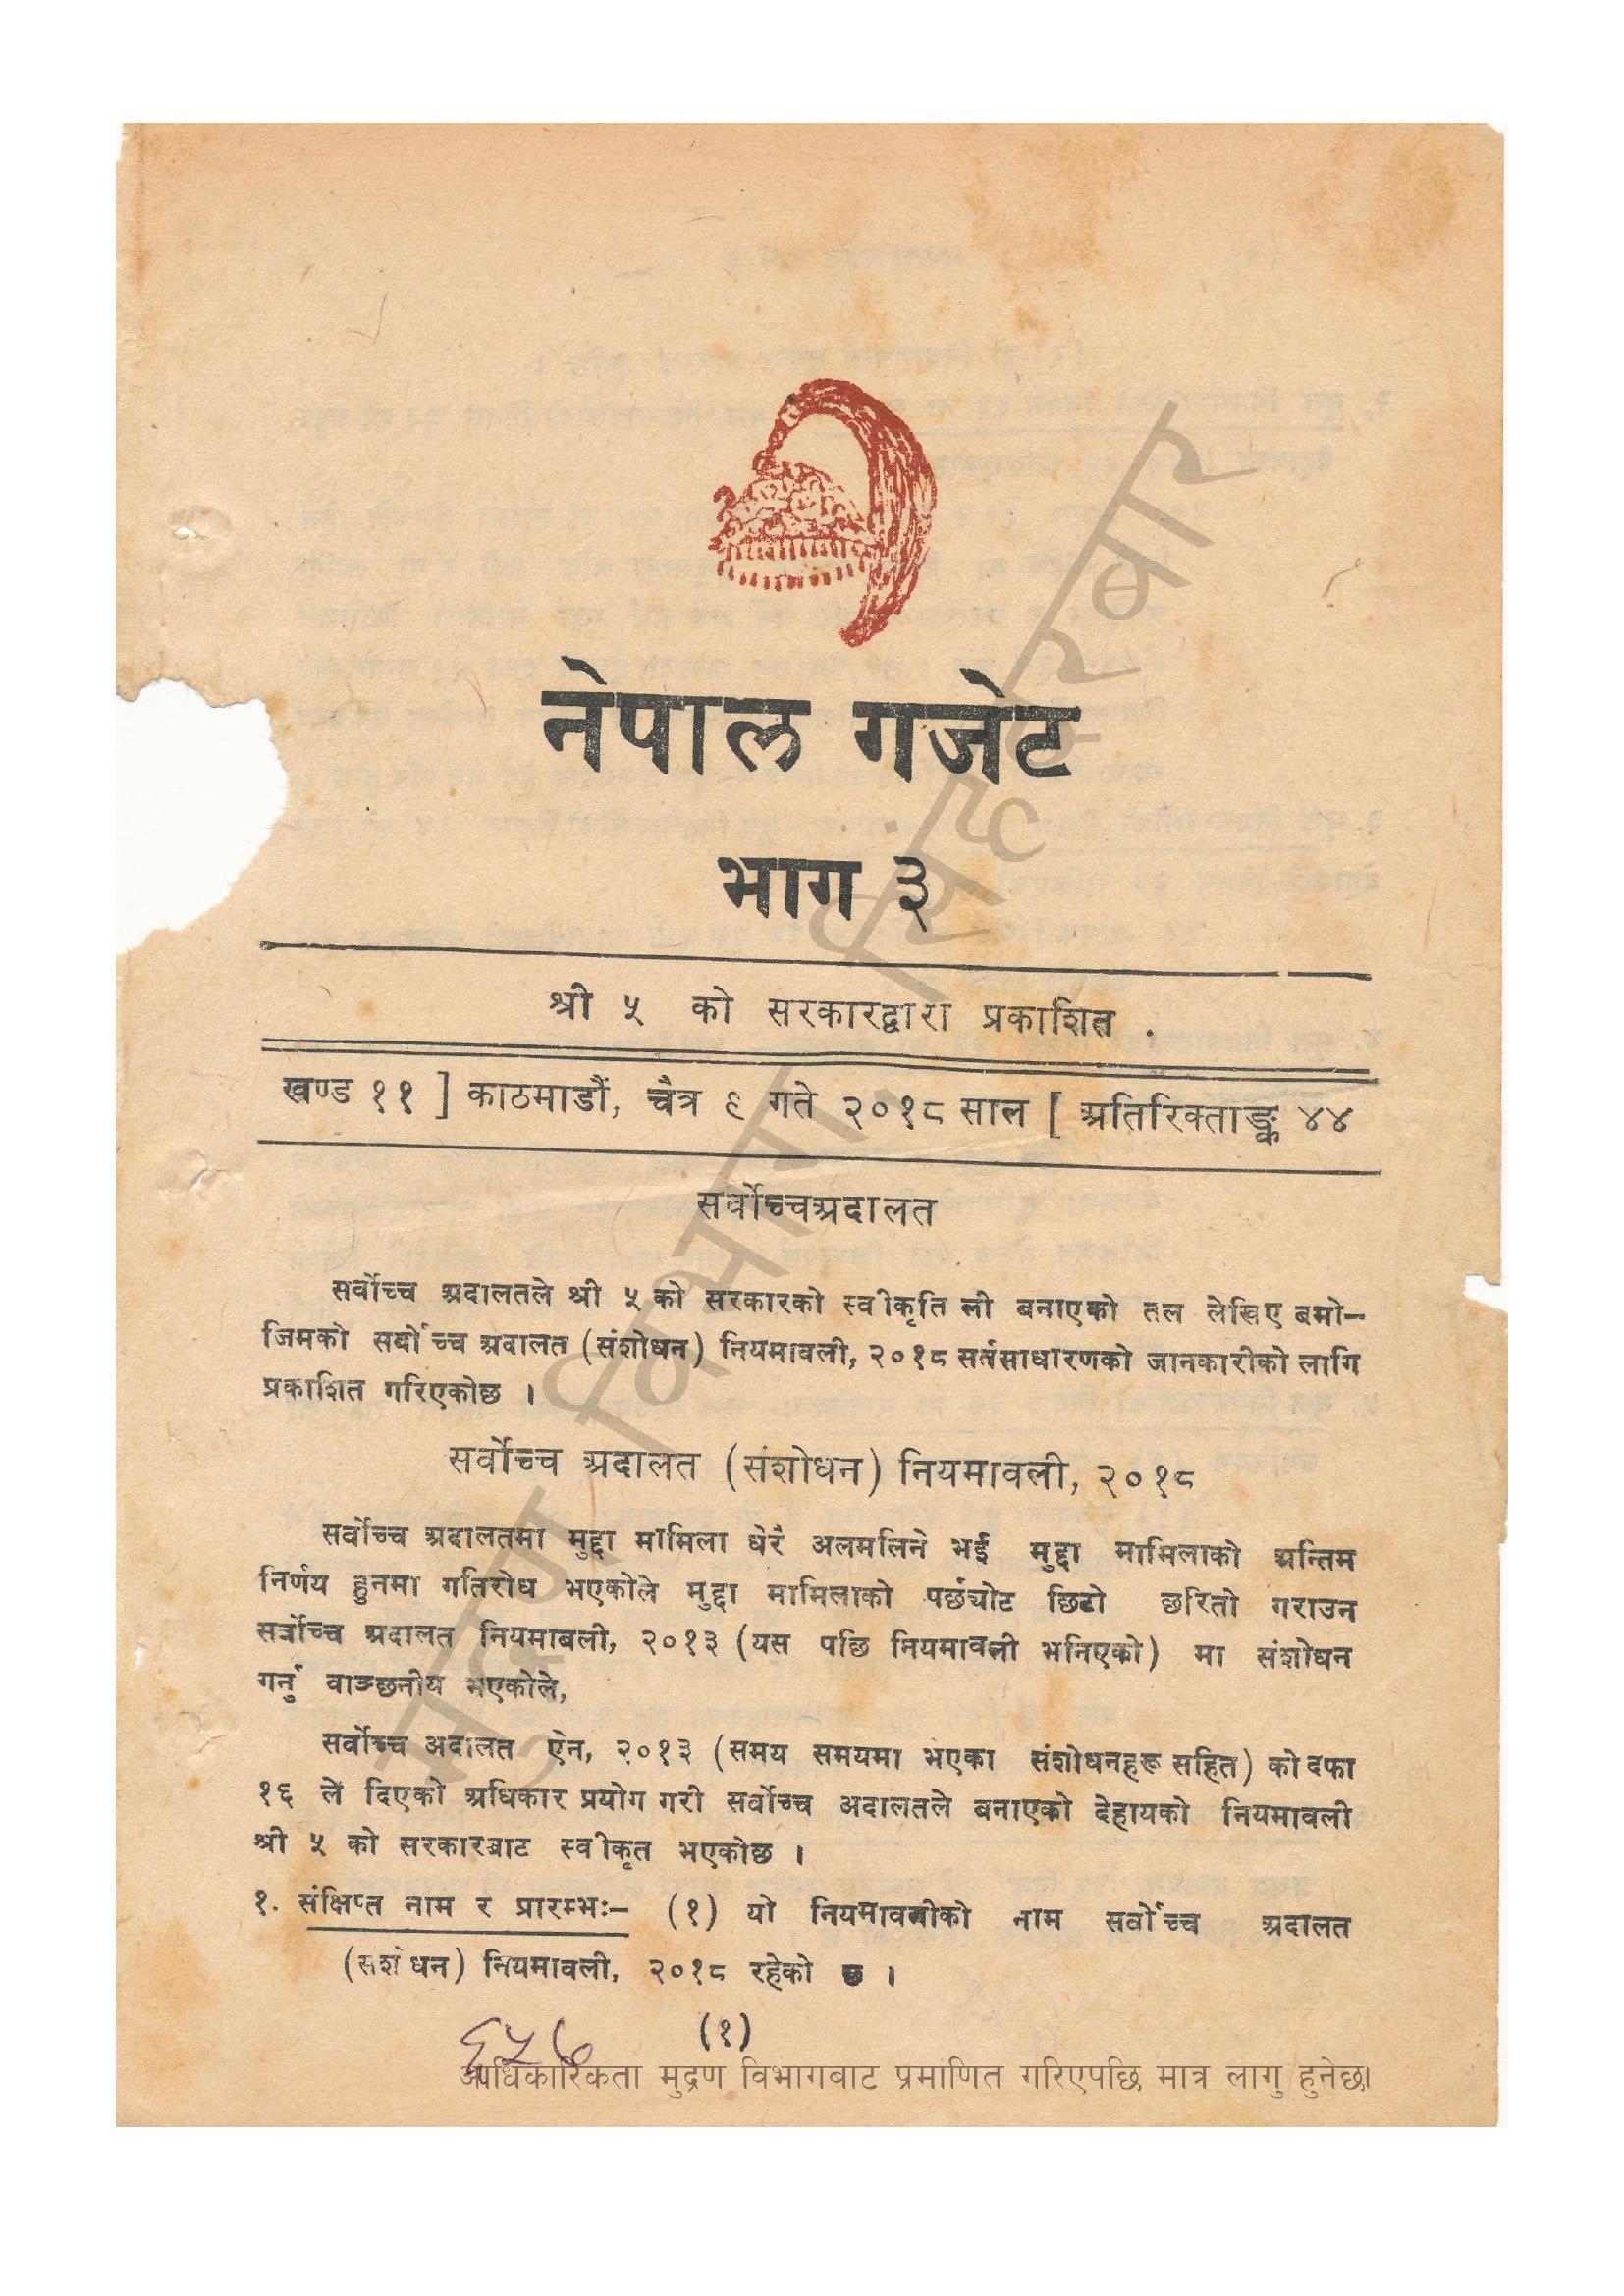 नेपाल गजेट
भाग ३
श्री ५ को सरकारद्वारा प्रकाशित .
खण्ड ११ ] काठमाडौं, चैत्र ९ गते २०१८ साल [ अतिरिक्ताङ्क ४४
सर्वोच्चअदालत
सर्वोच्च अदालतले श्री ५ को सरकारको स्वीकृति ली बनाएको तल लेखिए बमो-
जिमको सर्वोच्च अदालत (संशोधन) नियमावली, २०१८ सर्तसाधारणको जानकारीको लागि
प्रकाशित गरिएकोछ ।
सर्वोच्च अदालत (संशोधन) नियमावली, २०१८
सर्वोच्च अदालतमा मुद्दा मामिला धेरै अलमलिने भई मुद्दा मामिलाको अन्तिम
निर्णय हुनमा गतिरोध भएकोले मुद्दा मामिलाको पर्छ्योट छिटो छरितो गराउन
सर्वोच्च अदालत नियमावली, २०१३ (यस पछि नियमावली भनिएको) मा संशोधन
गर्नु वाञ्छनीय भएकोले,
सर्वोच्च अदालत ऐन, २०१३ (समय समयमा भएका संशोधनहरू सहित) को दफा
१६ ले दिएको अधिकार प्रयोग गरी सर्वोच्च अदालतले बनाएको देहायको नियमावली
श्री ५ को सरकारबाट स्वीकृत भएकोछ ।
१. संक्षिप्त नाम र प्रारम्भः- (१) यो नियमावलीको नाम सर्वोच्च अदालत
(संशोधन) नियमावली, २०१८ रहेको छ ।
६५७
(१)
आधिकारिकता मुद्रण विभागबाट प्रमाणित गरिएपछि मात्र लागु हुनेछ।
मुद्रण विभाग, सिंहदरबार